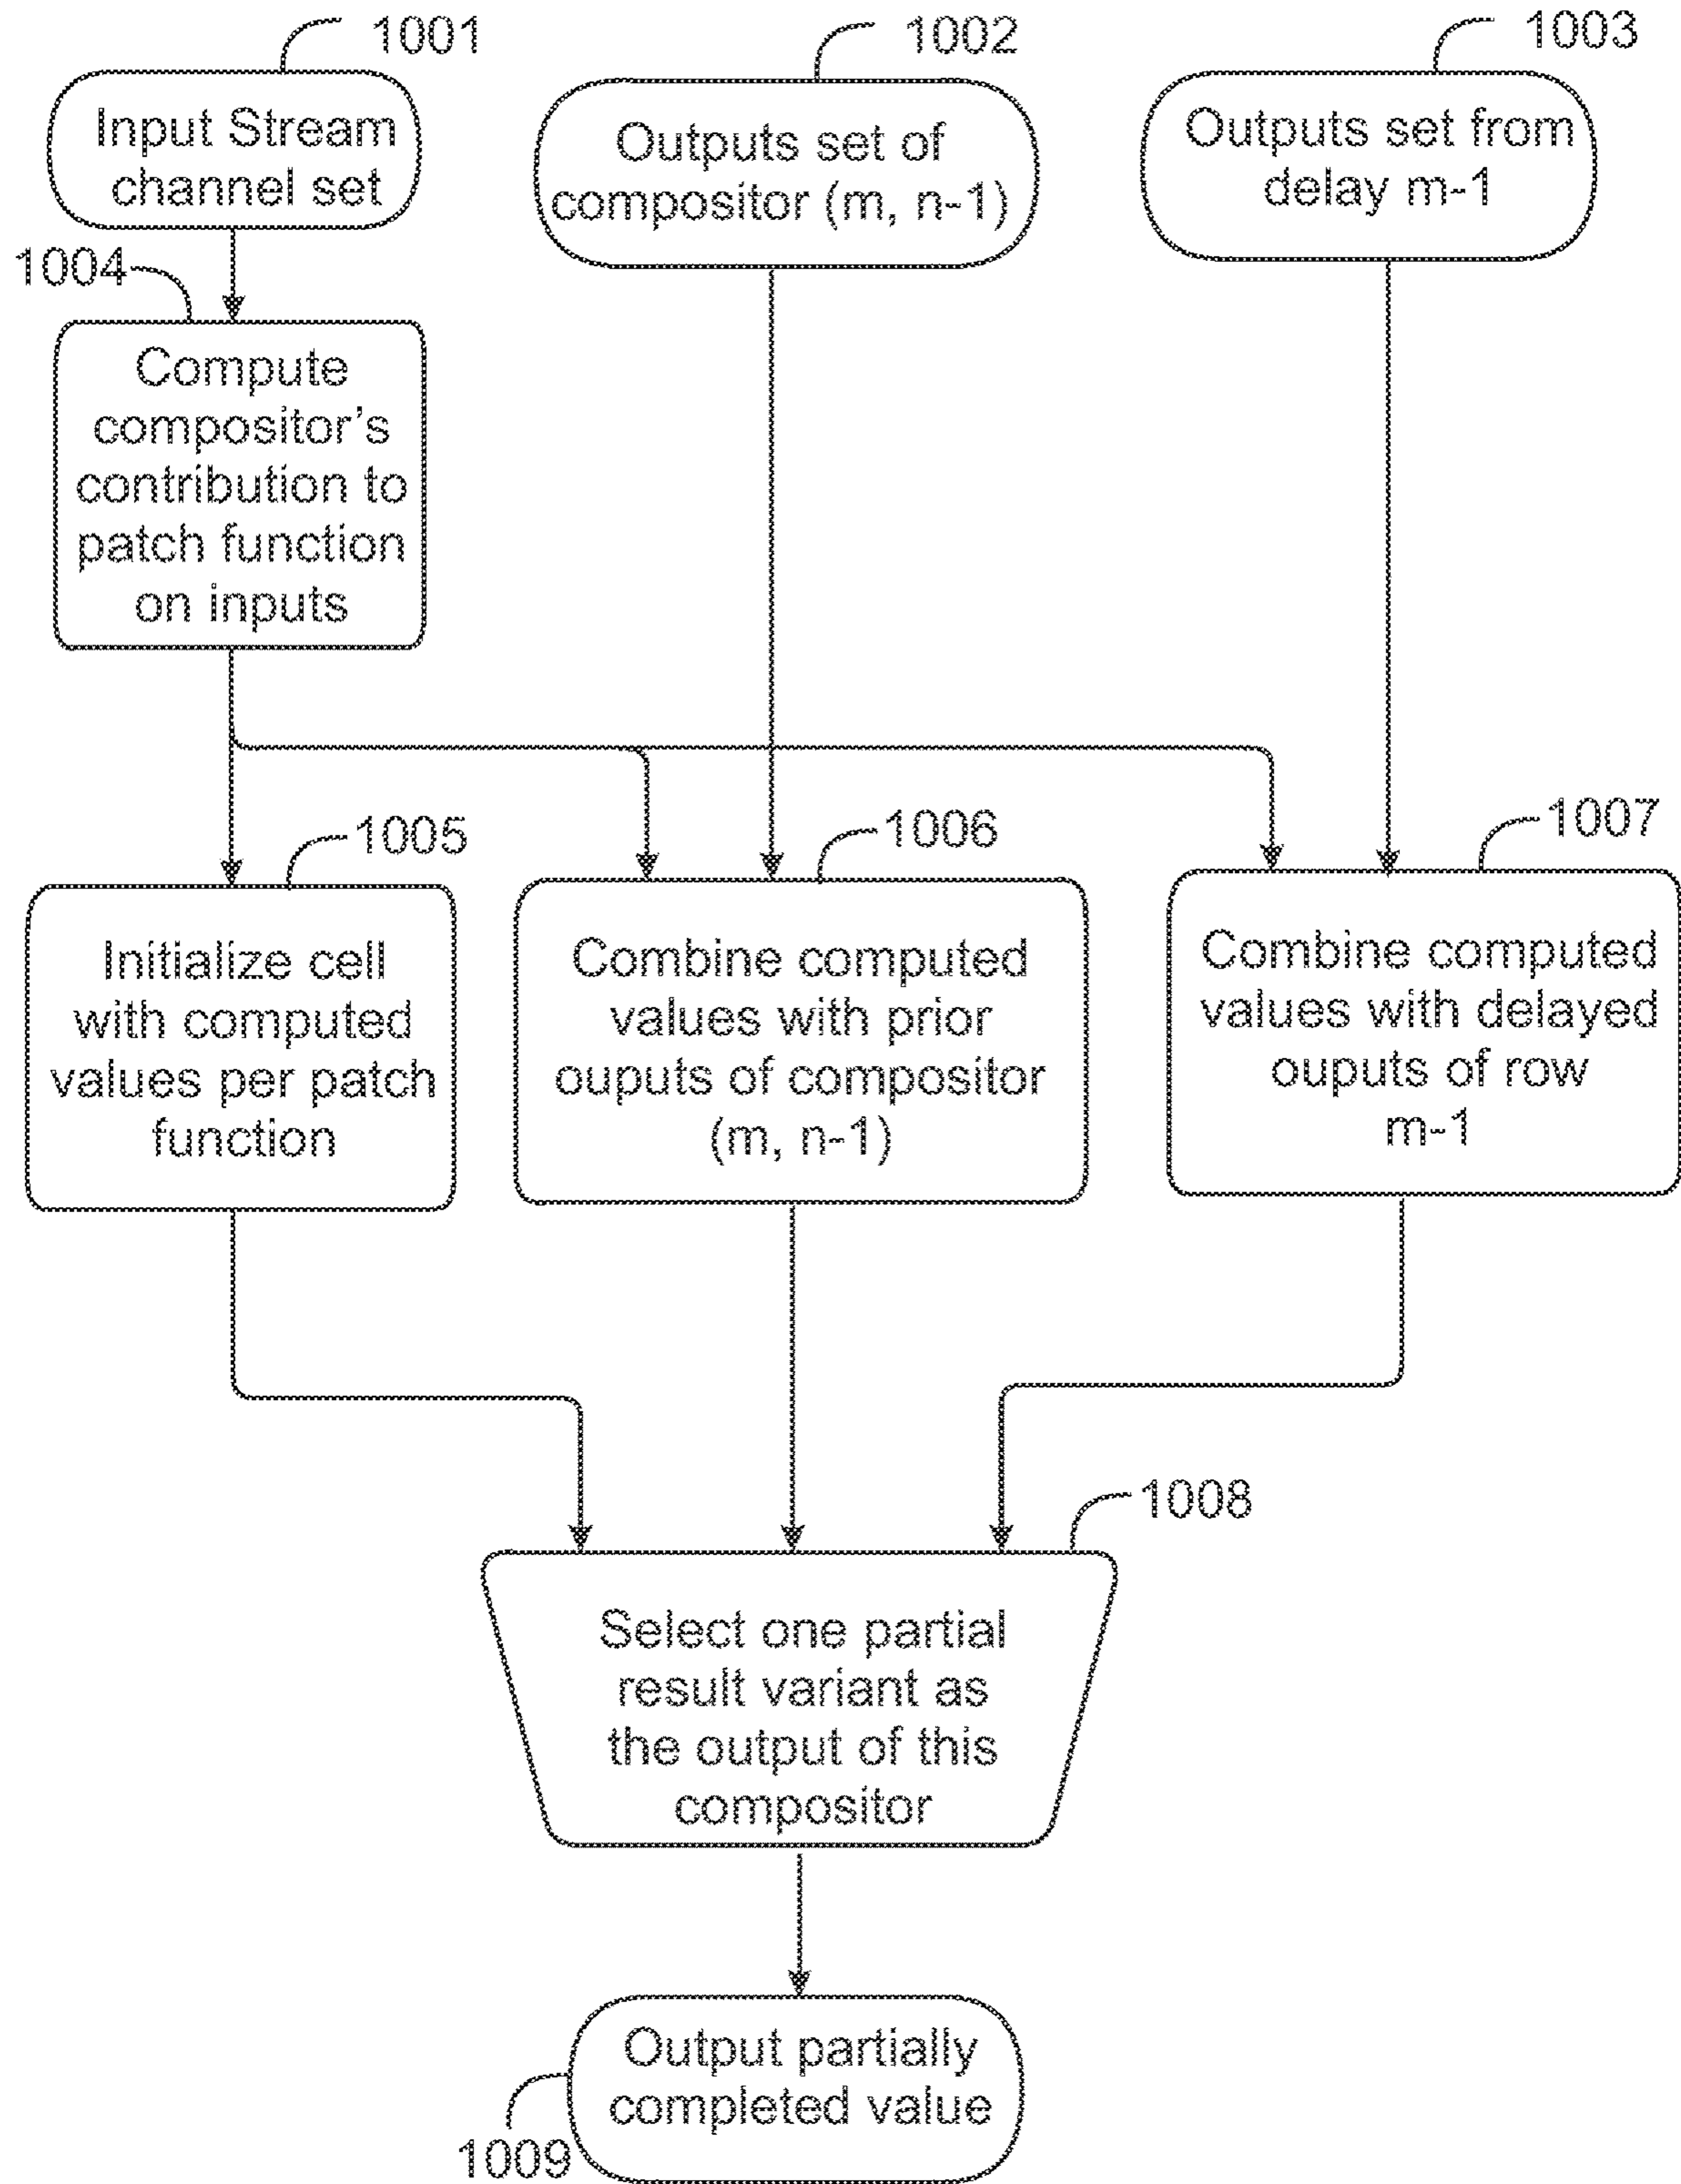 1001
1002
1003
Input Stream
channel set
Outputs set of
compositor (m, n-1)
Outputs set from
delay m-1
1004
Compute
compositor's
contribution to
patch function
on inputs
1005
1006
1007
Initialize cell
with computed
values per patch
function
Combine computed
values with prior
ouputs of compositor
(m, n-1)
Combine computed
values with delayed
ouputs of row
m-1
1008
Select one partial
result variant as
the output of this
compositor
Output partially
completed value
1009